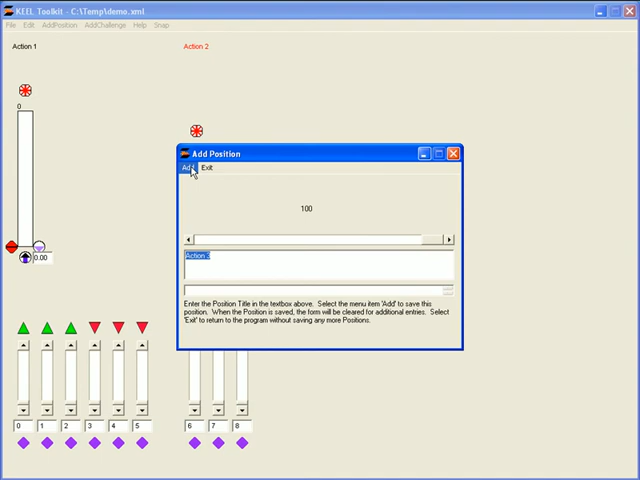 KEEL Toolkit - C:\Temp\demo.xml
File Edit AddPosition AddChallenge Help Snap
Action 1 Action 2
0
0.00
Add Position
Add Exit
100
Action 3
Enter the Position Title in the textbox above. Select the menu item 'Add' to save this
position. When the Position is saved, the form will be cleared for additional entries. Select
'Exit' to return to the program without saving any more Positions.
0 1 2 3 4 5 6 7 8